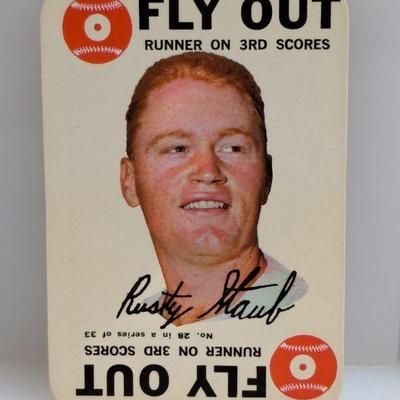 FLY OUT
RUNNER ON 3RD SCORES
Rusty Staub
No. 28 in a series of 33
RUNNER ON 3RD SCORES
FLY OUT